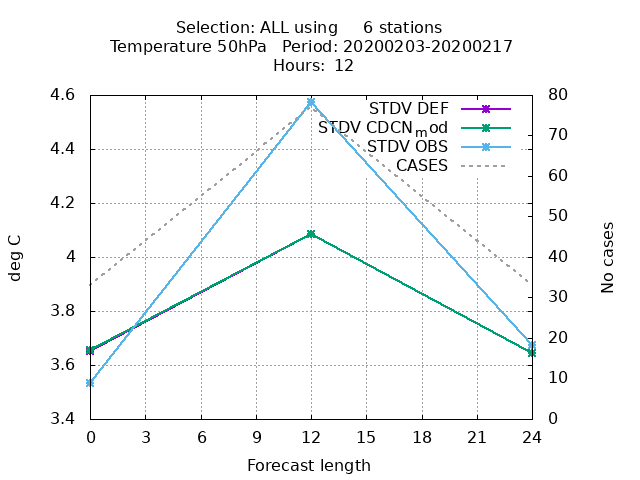 Selection: ALL using     6 stations
Temperature 50hPa   Period: 20200203-20200217
Hours: 12
4.6
4.4
4.2
4
3.8
3.6
3.4
deg C
80
70
60
50
40
30
20
10
0
No cases
STDV DEF
STDV CDCNmod
STDV OBS
CASES
0 3 6 9 12 15 18 21 24
Forecast length